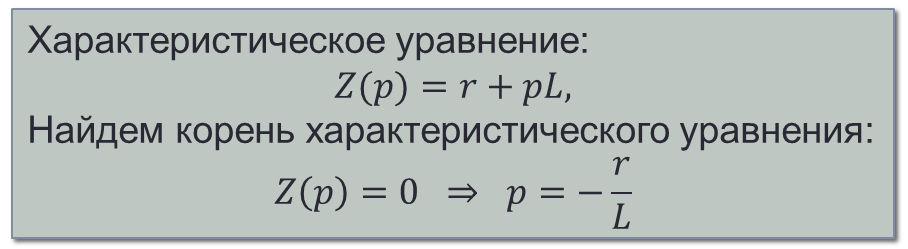 Характеристическое уравнение:
Z(p) = r + pL,
Найдем корень характеристического уравнения:
Z(p) = 0 ⇒ p = −r/L